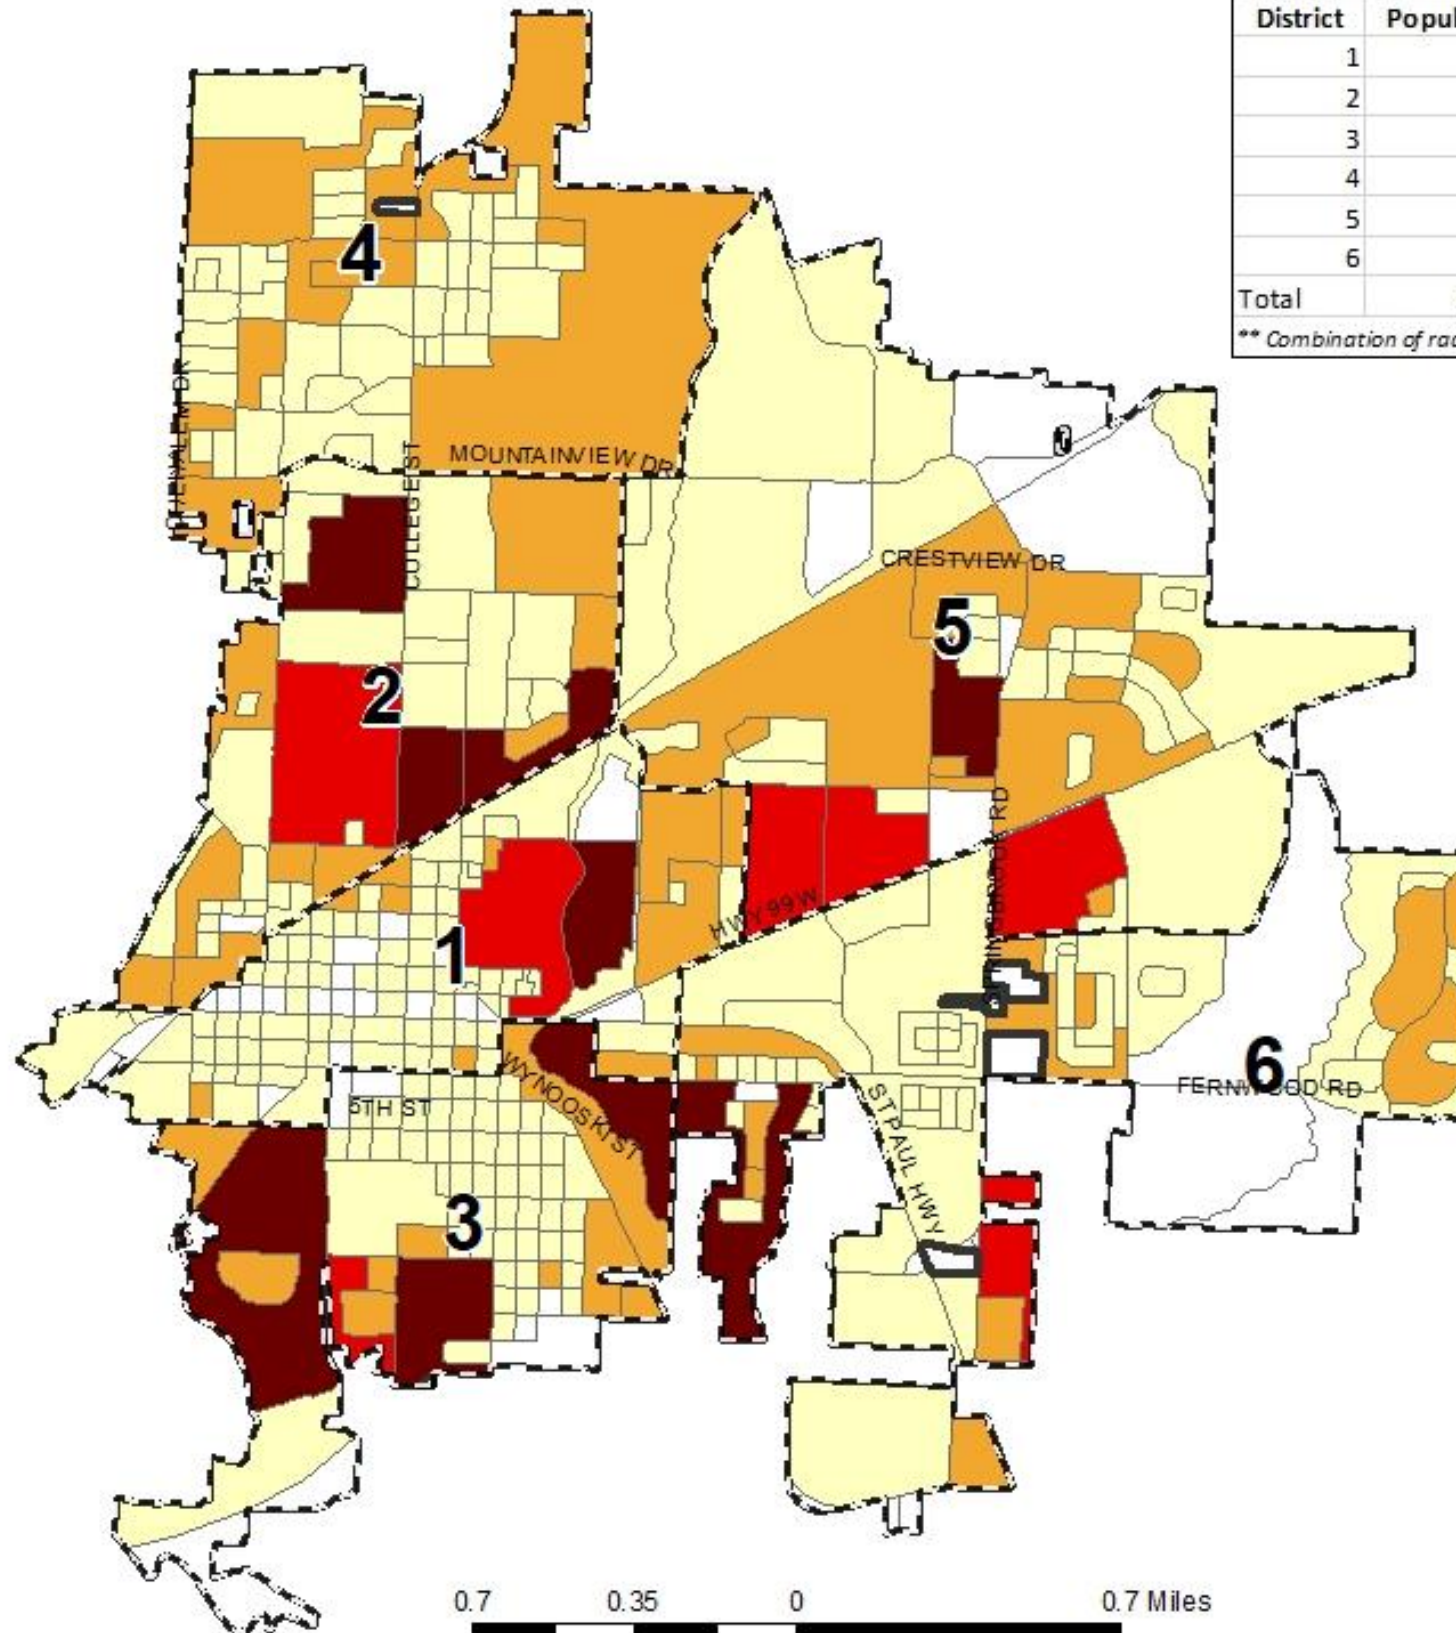 District
1
2
3
4
5
6
Total
** Combination of
4
MOUNTAINVIEW DR
COLLEGE ST
CRESTVIEW DR
5
2
HWY 99W
1
6
FERNWOOD RD
WYNOOSKI ST
5TH ST
ST PAUL HWY
3
0.7 0.35 0 0.7 Miles